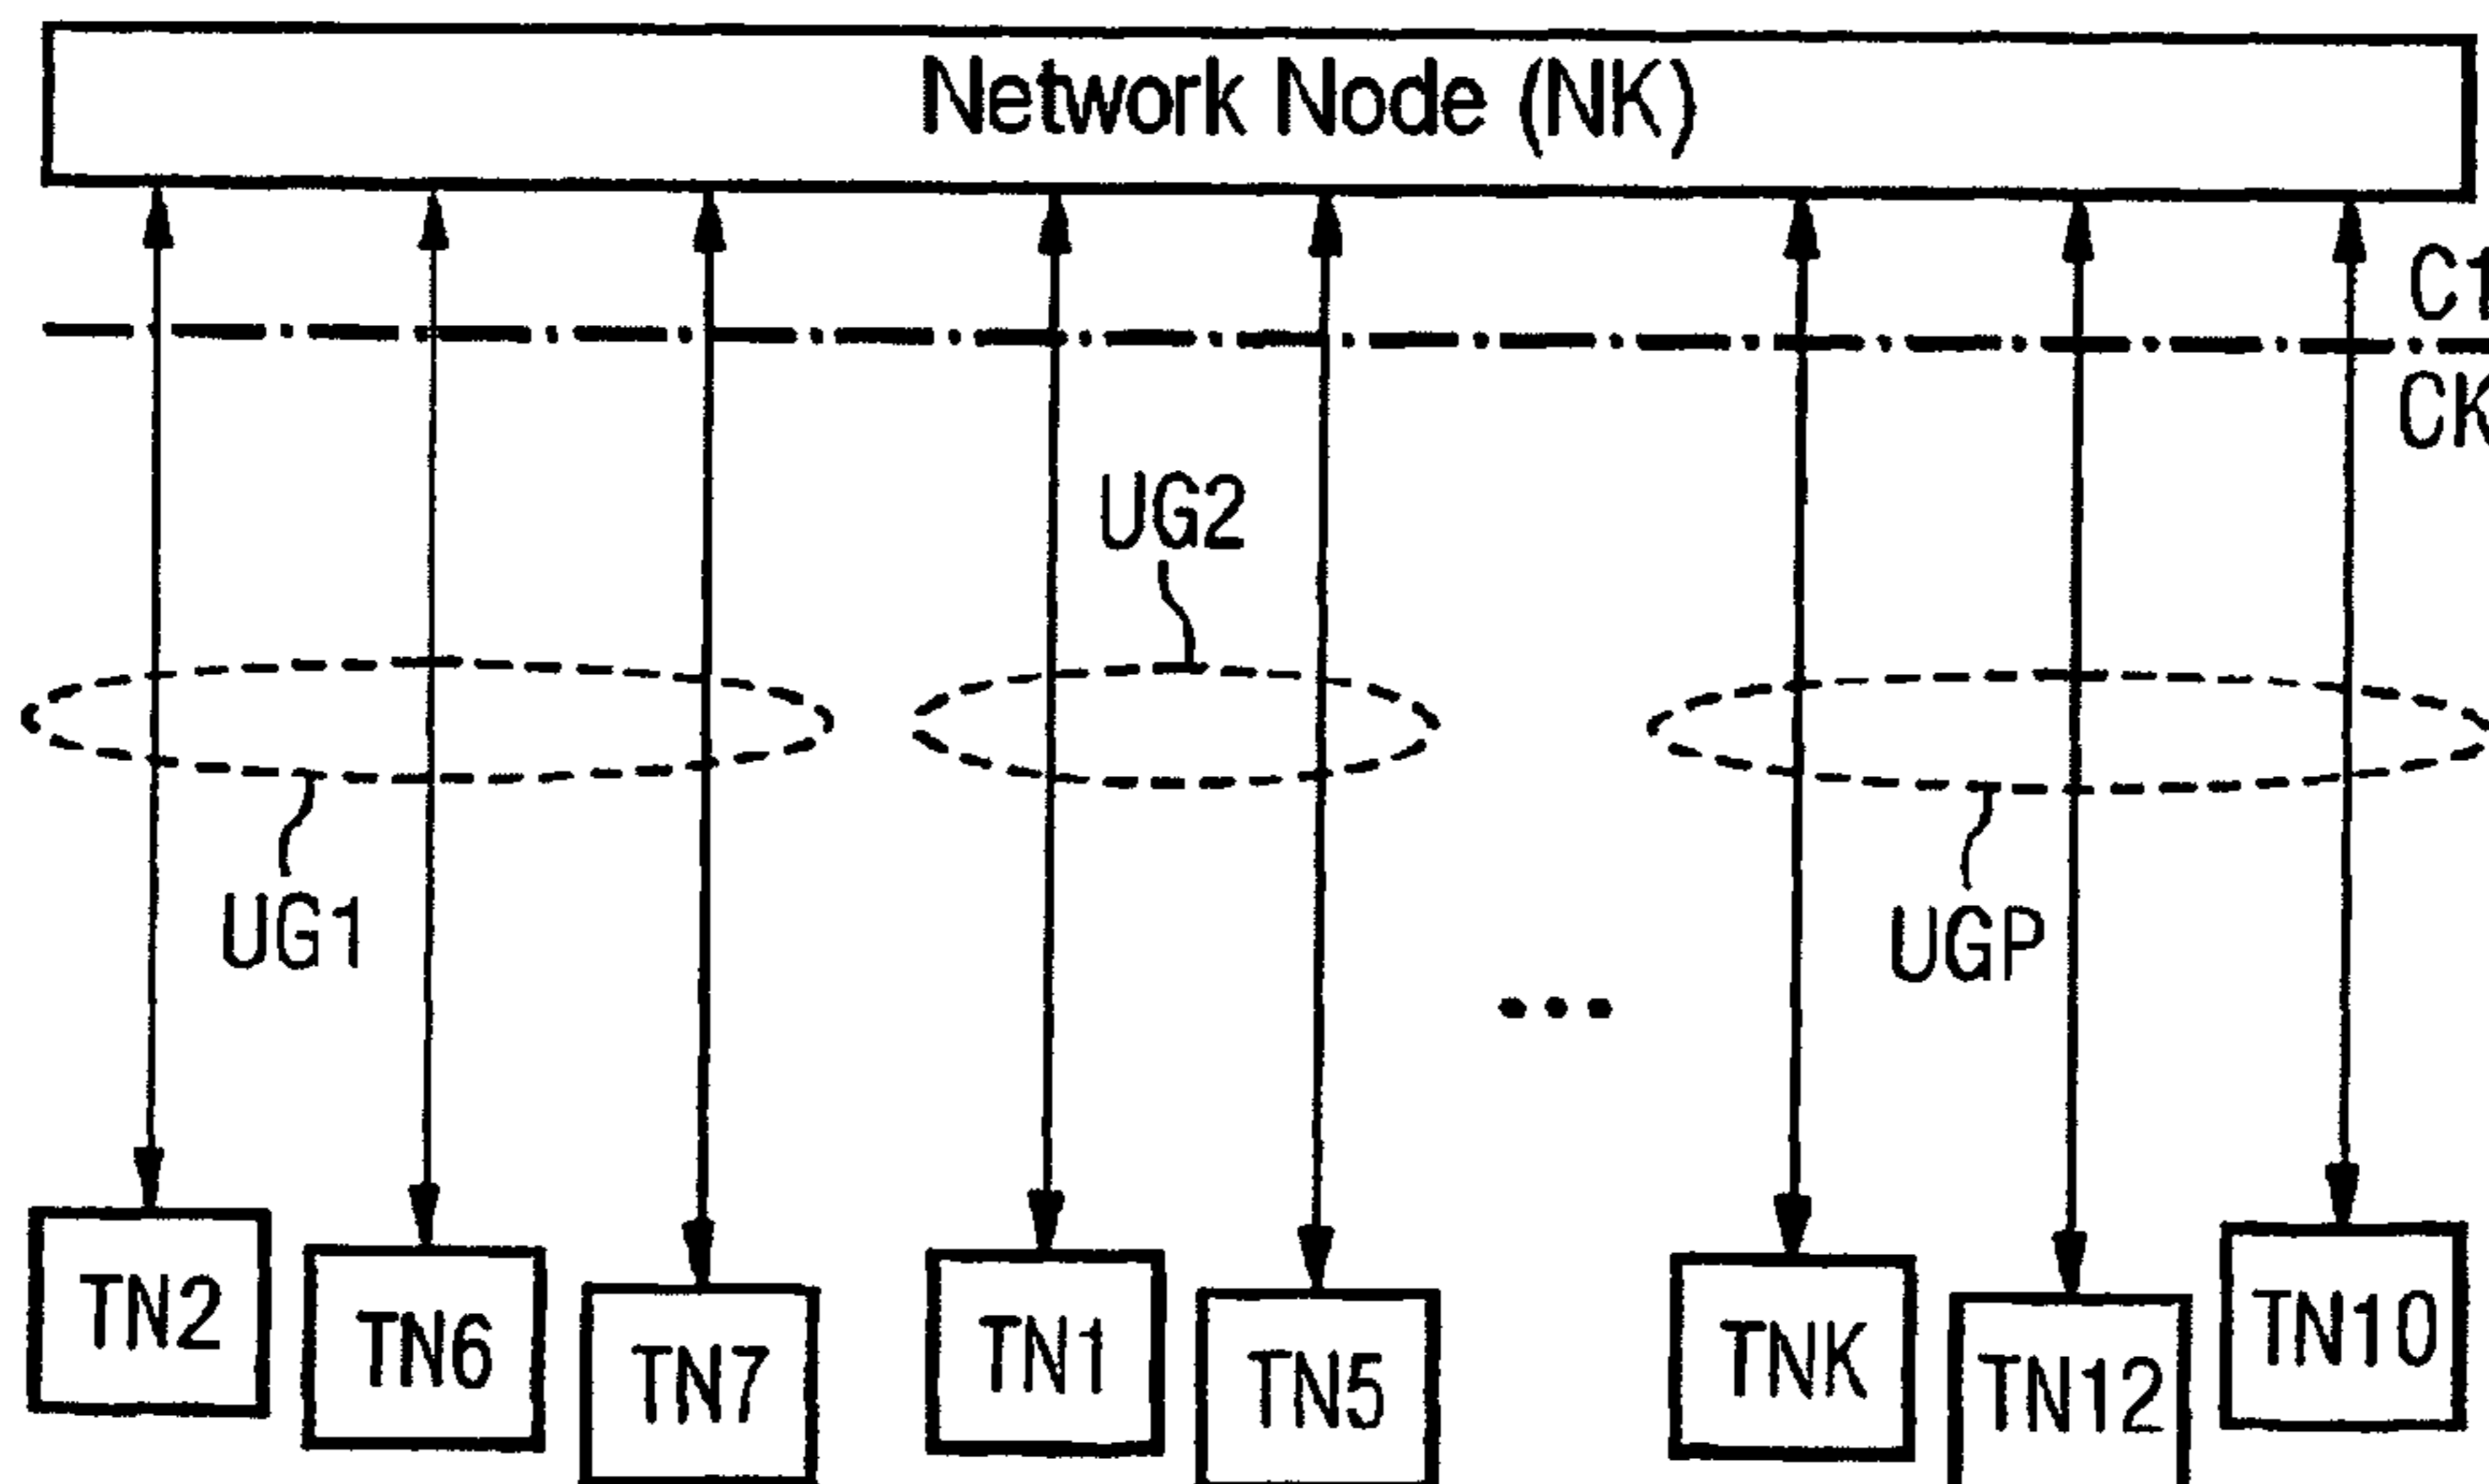 Network Node (NK)
C1
CK
UG2
UG1
UGP
...
TN2
TN6
TN7
TN1
TN5
TNK
TN12
TN10